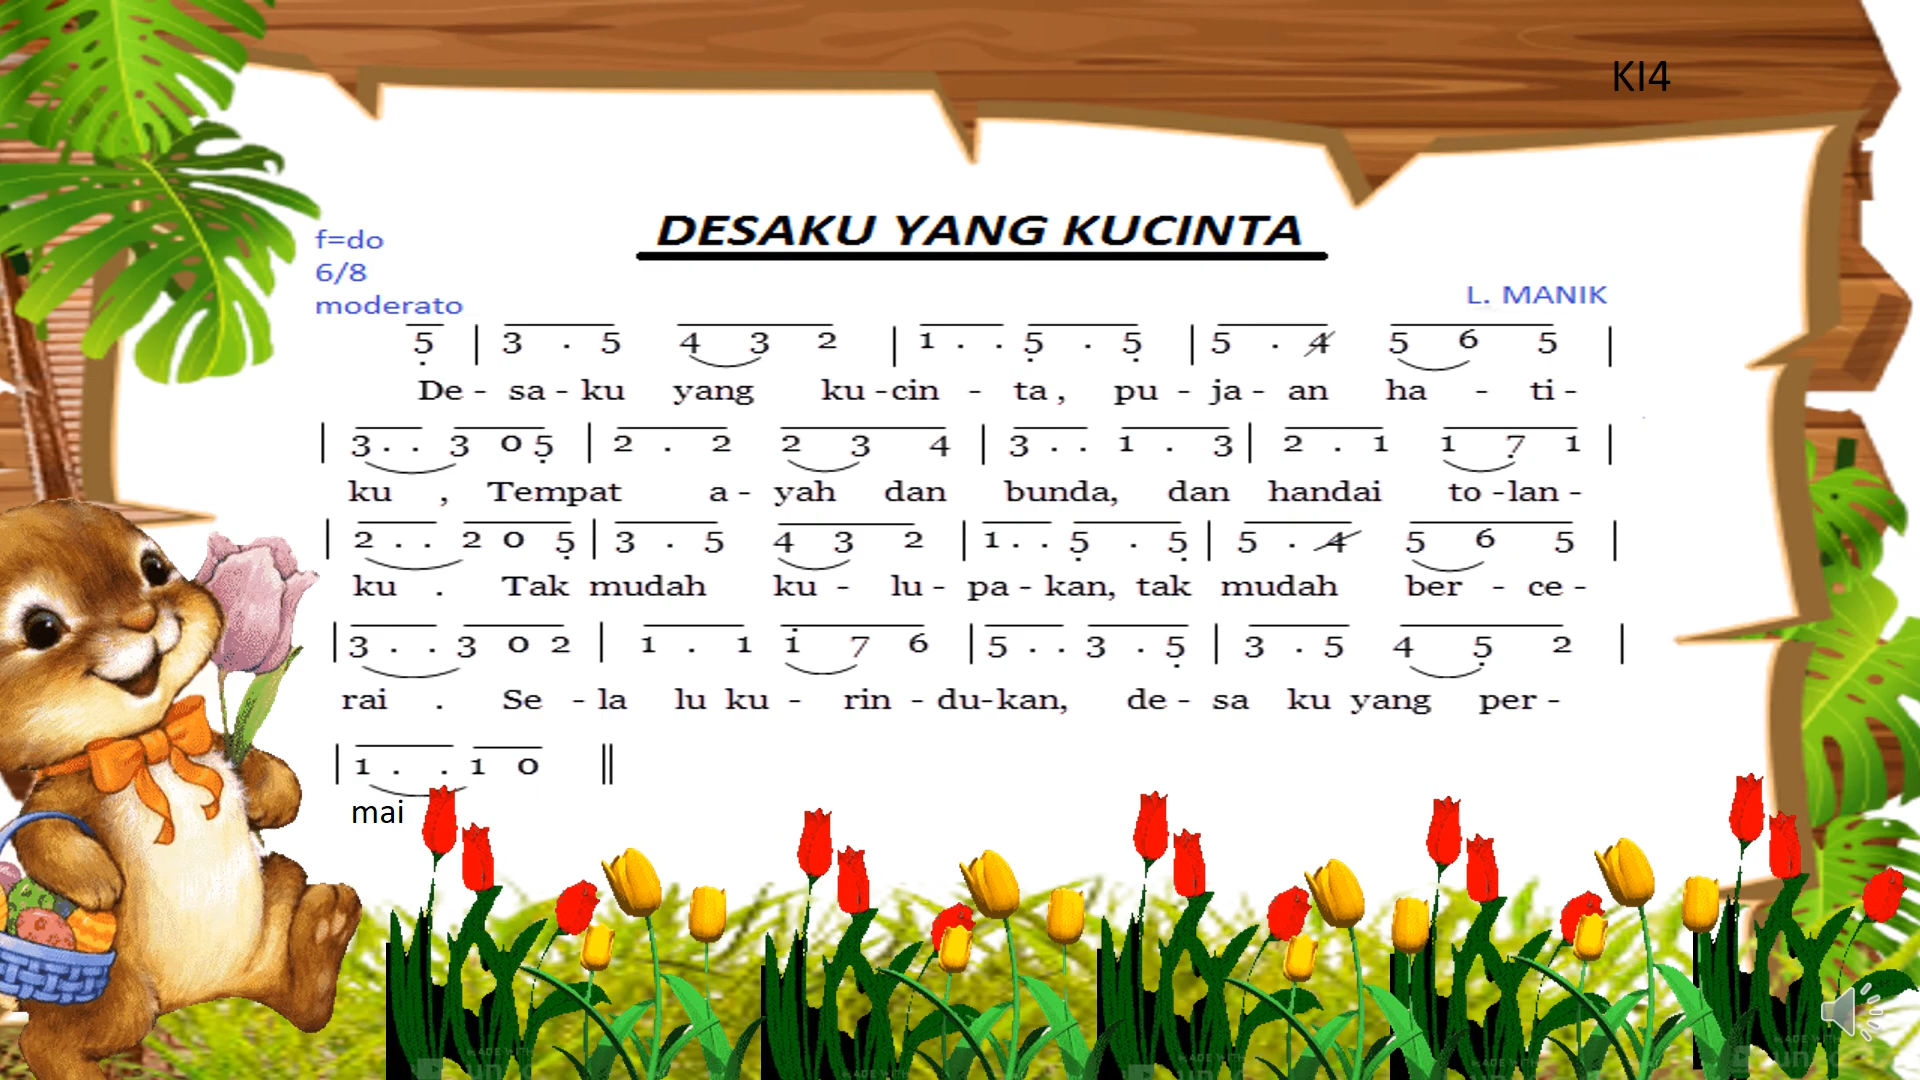 KI4
DESAKU YANG KUCINTA
f=do
6/8
moderato
L. MANIK
5̣ | 3 . 5 4 3 2 | 1 . . 5̣ . 5̣ | 5 . 4̸ 5 6 5 |
De - sa - ku yang ku -cin - ta , pu - ja - an ha - ti -
| 3 . . 3 0 5̣ | 2 . 2 2 3 4 | 3 . . 1 . 3 | 2 . 1 1 7̣ 1 |
ku , Tempat a - yah dan bunda, dan handai to -lan -
| 2 . . 2 0 5̣ | 3 . 5 4 3 2 | 1 . . 5̣ . 5̣ | 5 . 4̸ 5 6 5 |
ku . Tak mudah ku - lu - pa - kan, tak mudah ber - ce -
| 3 . . 3 0 2 | 1 . 1 1̇ 7 6 | 5 . . 3 . 5̣ | 3 . 5 4 5̣ 2 |
rai . Se - la lu ku - rin - du-kan, de - sa ku yang per -
| 1 . . 1 0 ||
mai